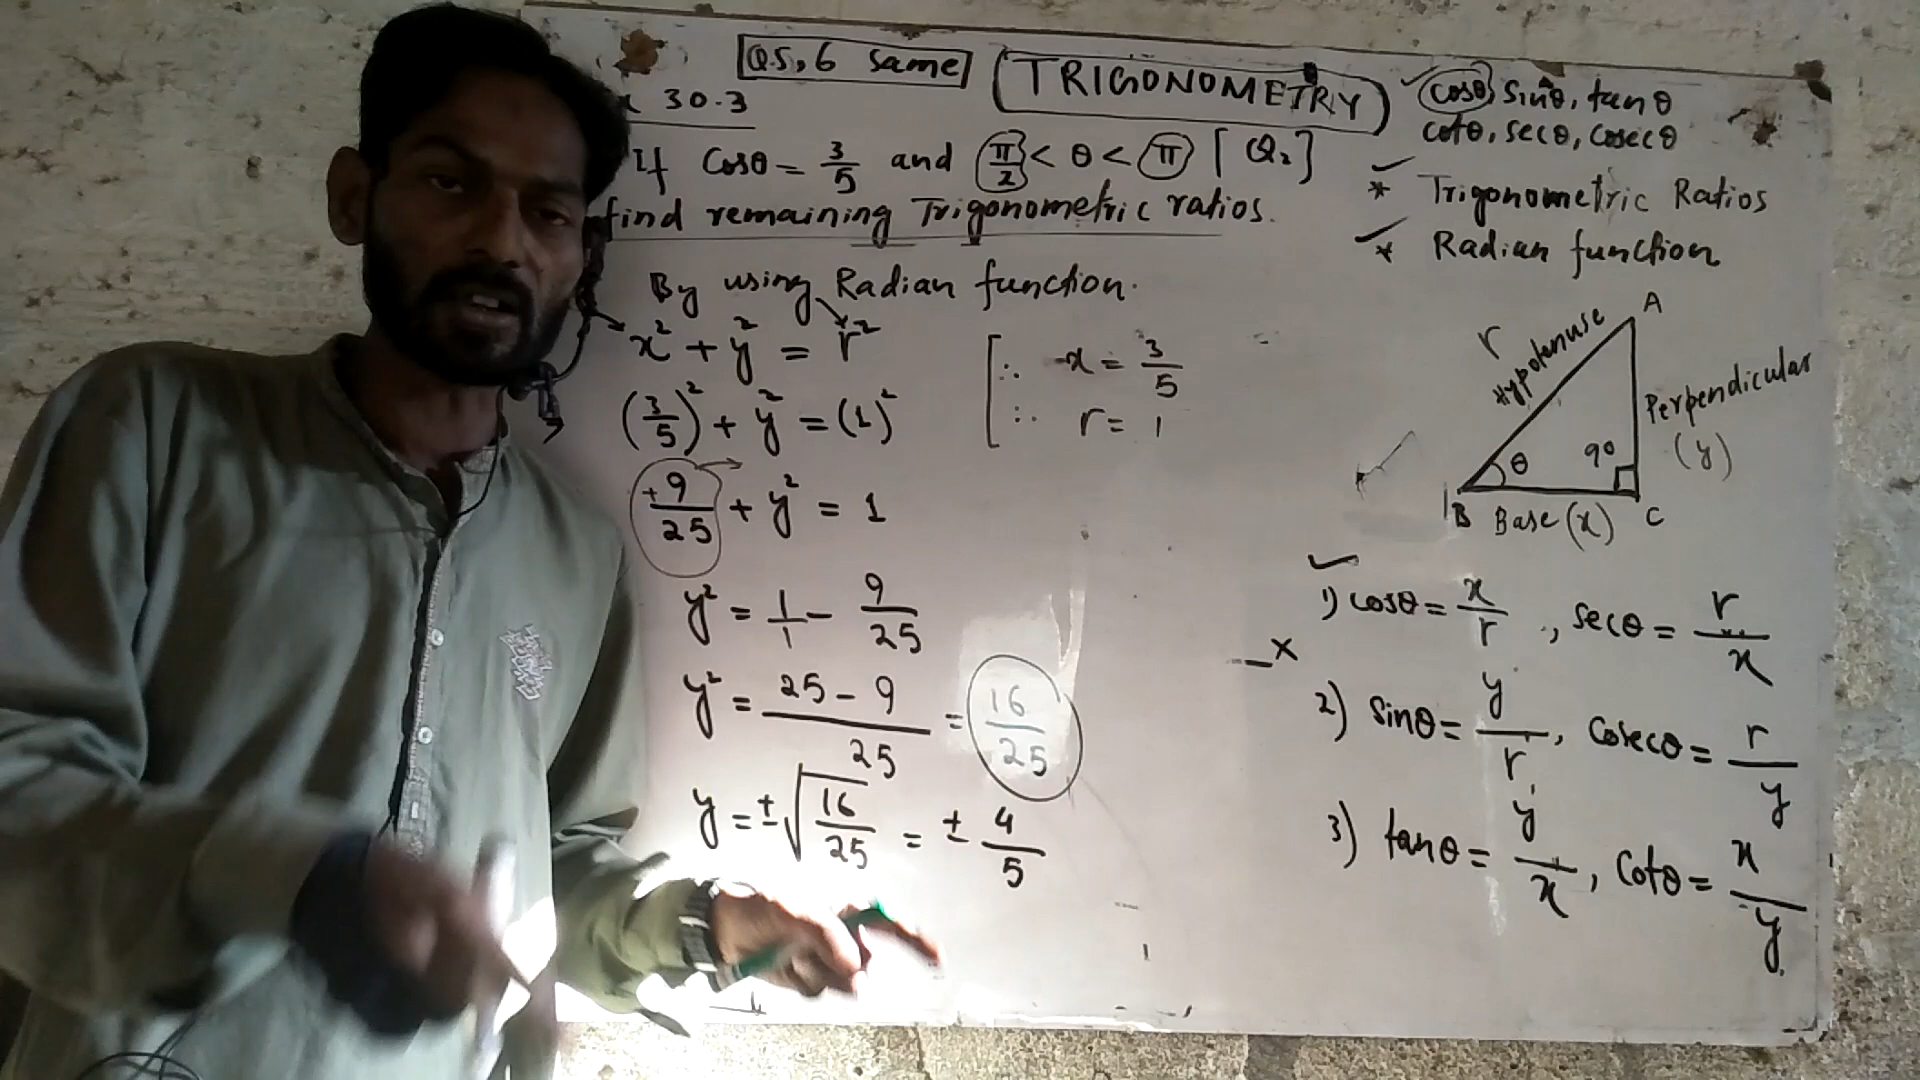 Q.5, 6 same
TRIGONOMETRY
cosθ, sinθ, tanθ
cotθ, secθ, cosecθ
30.3
If Cosθ = 3/5 and π/2 < θ < π [Q₂]
find remaining Trigonometric ratios.
* Trigonometric Ratios
* Radian function
By using Radian function.
x² + y² = r²
(3/5)² + y² = (1)²
∴ x = 3/5
∴ r = 1
+9/25 + y² = 1
y² = 1/1 - 9/25
y² = 25 - 9 / 25 = 16/25
y = ±√16/25 = ± 4/5
A
r
Hypotenuse
Perpendicular
(y)
θ
90
B Base (x) C
1) cosθ = x/r , secθ = r/x
2) sinθ = y/r , Cosecθ = r/y
3) tanθ = y/x , Cotθ = x/y